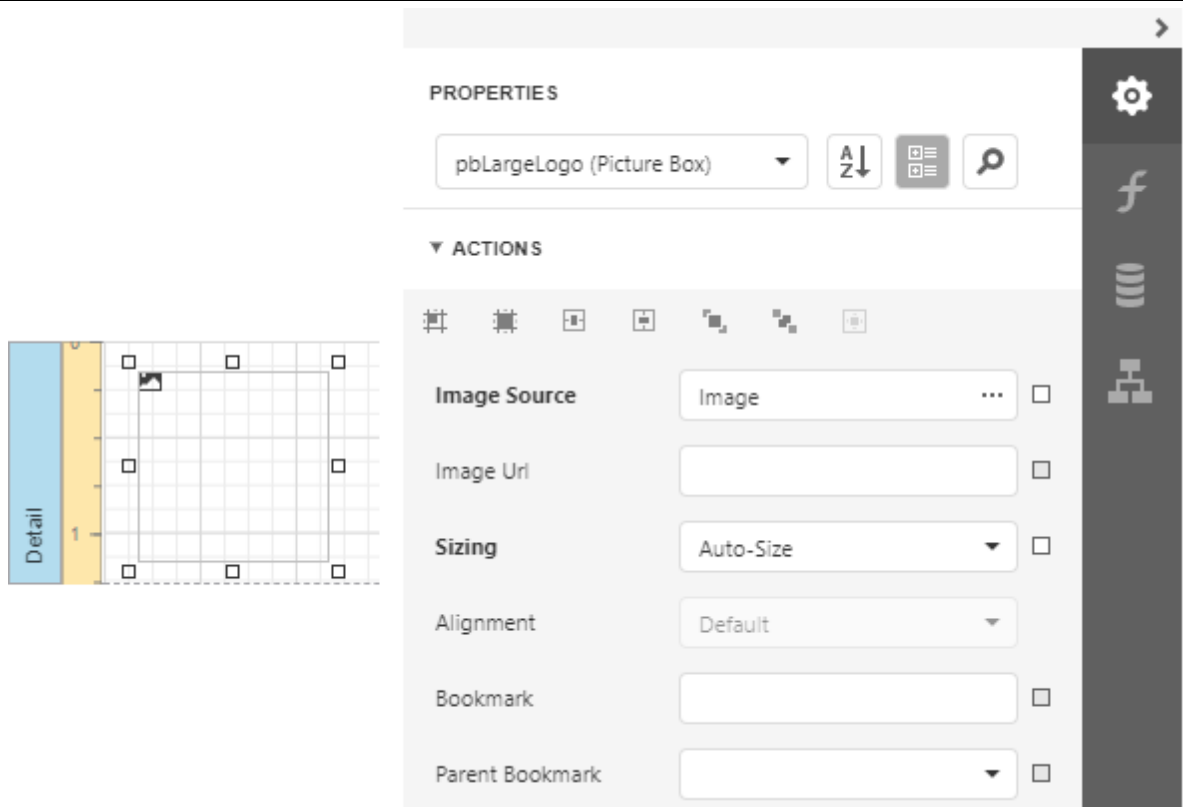 PROPERTIES
pbLargeLogo (Picture Box)
A
Z
ACTIONS
Image Source
Image
...
Image Url
Sizing
Auto-Size
Alignment
Default
Bookmark
Parent Bookmark
0
1
Detail